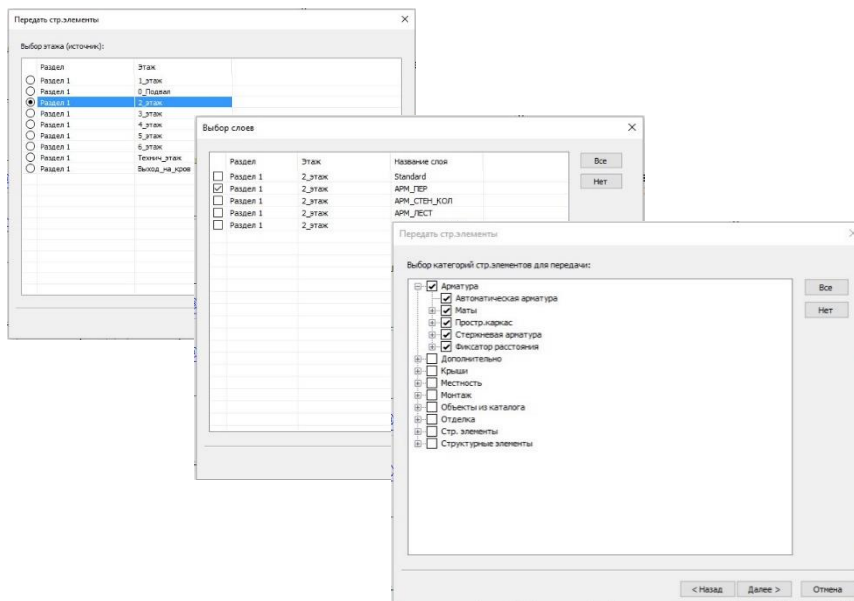 Передать стр.элементы
Выбор этажа (источник):
Раздел Этаж
Раздел 1 1_этаж
Раздел 1 0_Подвал
Раздел 1 2_этаж
Раздел 1 3_этаж
Раздел 1 4_этаж
Раздел 1 5_этаж
Раздел 1 6_этаж
Раздел 1 Технич_этаж
Раздел 1 Выход_на_кров
Выбор слоев
Раздел Этаж Название слоя
Раздел 1 2_этаж Standard
Раздел 1 2_этаж АРМ_ПЕР
Раздел 1 2_этаж АРМ_СТЕН_КОЛ
Раздел 1 2_этаж АРМ_ЛЕСТ
Раздел 1 2_этаж
Все
Нет
Передать стр.элементы
Выбор категорий стр.элементов для передачи:
Арматура
Автоматическая арматура
Маты
Простр.каркас
Стержневая арматура
Фиксатор расстояния
Дополнительно
Крыши
Местность
Монтаж
Объекты из каталога
Отделка
Стр. элементы
Структурные элементы
Все
Нет
< Назад Далее > Отмена